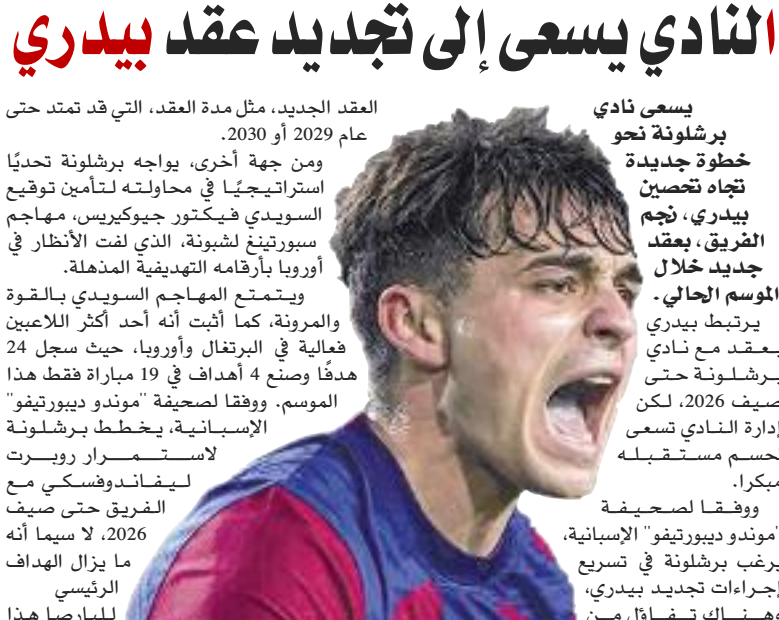 النادي يسعى إلى تجديد عقد بيدري
يسعى نادي
برشلونة نحو
خطوة جديدة
تجاه تحصين
بيدري، نجم
الفريق، بعقد
جديد خلال
الموسم الحالي.
يرتبط بيدري
بعقد مع نادي
برشلونة حتى
صيف 2026، لكن
إدارة النادي تسعى
لحسم مستقبله
مبكرا.
ووفقا لصحيفة
"موندو ديبورتيفو" الإسبانية،
يرغب برشلونة في تسريع
إجراءات تجديد بيدري،
وهناك تفاؤل من
العقد الجديد، مثل مدة العقد، التي قد تمتد حتى
عام 2029 أو 2030.
ومن جهة أخرى، يواجه برشلونة تحديًا
استراتيجيًا في محاولته لتأمين توقيع
السويدي فيكتور جيوكيريس، مهاجم
سبورتينغ لشبونة، الذي لفت الأنظار في
أوروبا بأرقامه التهديفية المذهلة.
ويتمتع المهاجم السويدي بالقوة
والمرونة، كما أثبت أنه أحد أكثر اللاعبين
فعالية في البرتغال وأوروبا، حيث سجل 24
هدفًا وصنع 4 أهداف في 19 مباراة فقط هذا
الموسم. ووفقا لصحيفة "موندو ديبورتيفو"
الإسبانية، يخطط برشلونة
لاستمرار روبرت
ليفاندوفسكي مع
الفريق حتى صيف
2026، لا سيما أنه
ما يزال الهداف
الرئيسي
للبارصا هذا